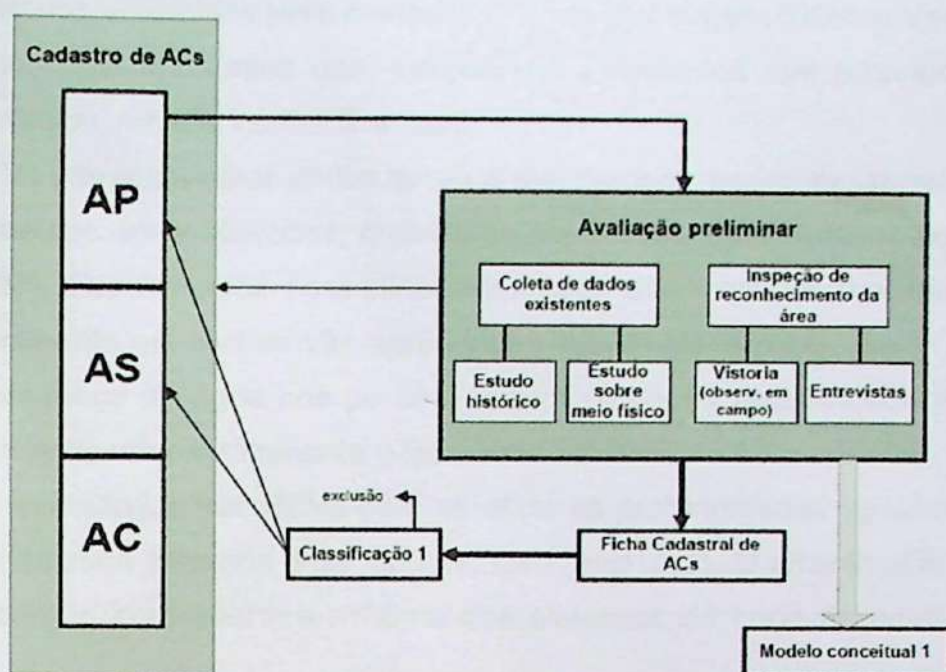 Cadastro de ACs
AP
AS
AC
Avaliação preliminar
Coleta de dados
existentes
Inspeção de
reconhecimento da
área
Estudo
histórico
Estudo
sobre
meio físico
Vistoria
(observ. em
campo)
Entrevistas
exclusão
Classificação 1
Ficha Cadastral de
ACs
Modelo conceitual 1